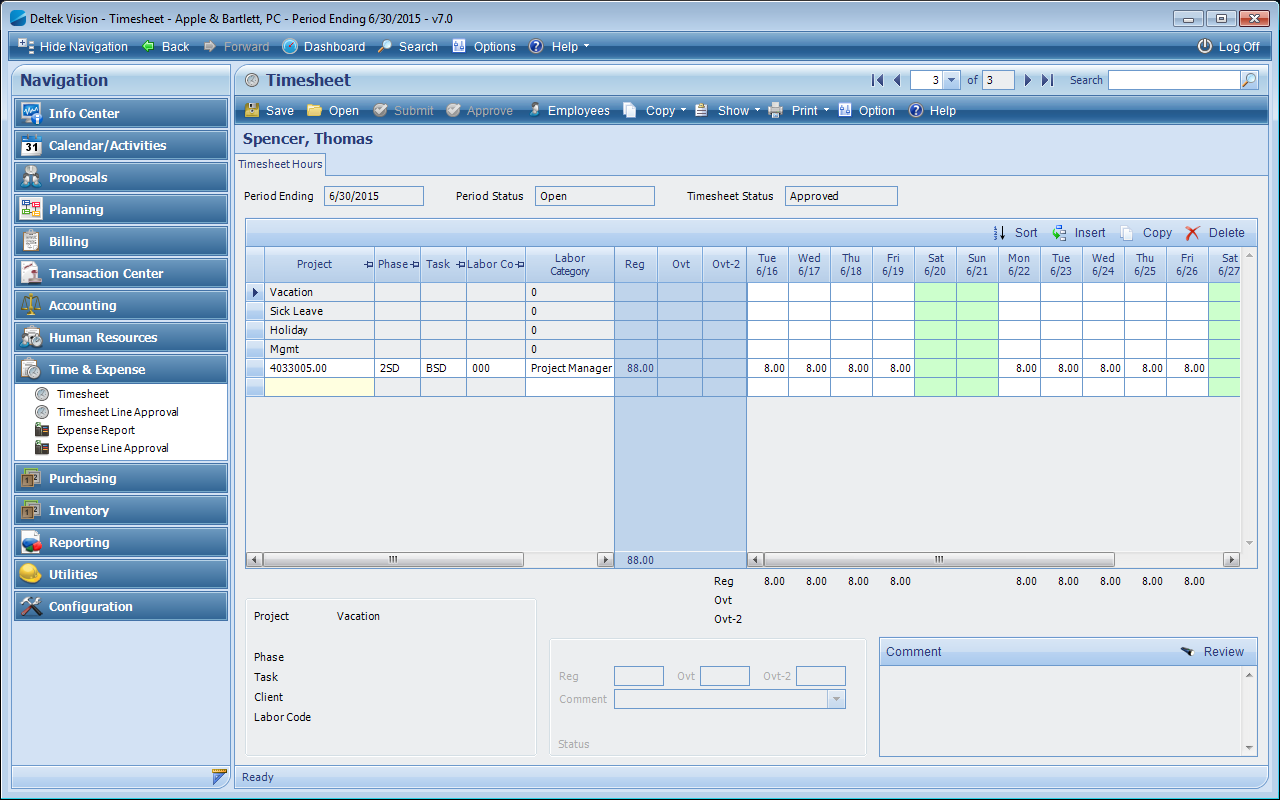 Deltek Vision - Timesheet - Apple & Bartlett, PC - Period Ending 6/30/2015 - v7.0
Hide Navigation Back Forward Dashboard Search Options Help Log Off
Navigation
Info Center
31 Calendar/Activities
Proposals
Planning
Billing
Transaction Center
Accounting
Human Resources
Time & Expense
Timesheet
Timesheet Line Approval
Expense Report
Expense Line Approval
Purchasing
Inventory
Reporting
Utilities
Configuration
Timesheet 3 of 3 Search
Save Open Submit Approve Employees Copy Show Print Option Help
Spencer, Thomas
Timesheet Hours
Period Ending 6/30/2015 Period Status Open Timesheet Status Approved
Sort Insert Copy Delete
Project Phase Task Labor Co Labor Category Reg Ovt Ovt-2 Tue 6/16 Wed 6/17 Thu 6/18 Fri 6/19 Sat 6/20 Sun 6/21 Mon 6/22 Tue 6/23 Wed 6/24 Thu 6/25 Fri 6/26 Sat 6/27
Vacation 0
Sick Leave 0
Holiday 0
Mgmt 0
4033005.00 2SD BSD 000 Project Manager 88.00 8.00 8.00 8.00 8.00 8.00 8.00 8.00 8.00 8.00
88.00
Reg 8.00 8.00 8.00 8.00 8.00 8.00 8.00 8.00 8.00
Ovt
Ovt-2
Project Vacation
Phase
Task
Client
Labor Code
Reg Ovt Ovt-2
Comment
Status
Comment Review
Ready